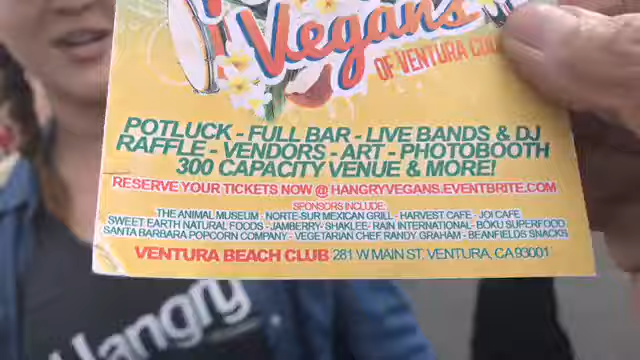 Vegans
OF VENTURA COU
POTLUCK - FULL BAR - LIVE BANDS & DJ
RAFFLE - VENDORS - ART - PHOTOBOOTH
300 CAPACITY VENUE & MORE!
RESERVE YOUR TICKETS NOW @ HANGRYVEGANS.EVENTBRITE.COM
SPONSORS INCLUDE:
THE ANIMAL MUSEUM - NORTE-SUR MEXICAN GRILL - HARVEST CAFE - JOI CAFE
SWEET EARTH NATURAL FOODS - JAMBERRY - SHAKLEE - RAIN INTERNATIONAL - BOKU SUPERFOOD
SANTA BARBARA POPCORN COMPANY - VEGETARIAN CHEF RANDY GRAHAM - BEANFIELDS SNACKS
VENTURA BEACH CLUB 281 W MAIN ST, VENTURA, CA 93001
Hangry